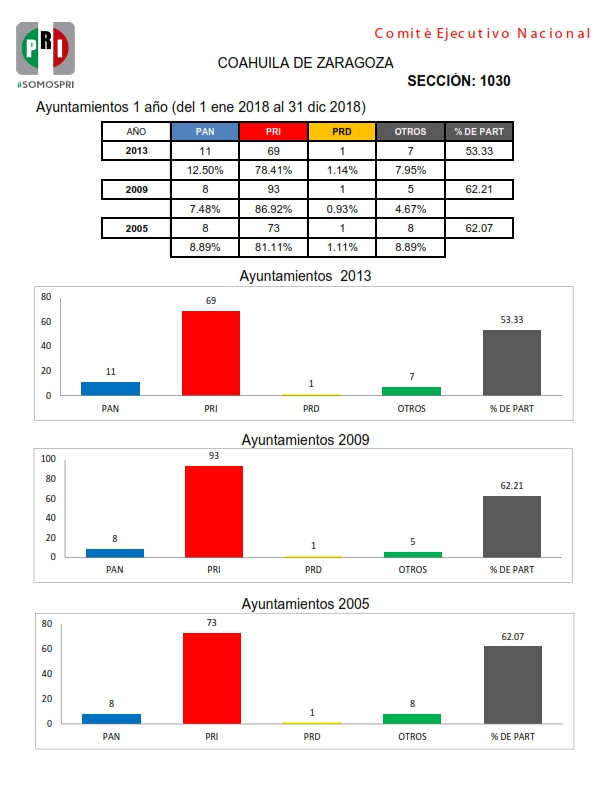 Comité Ejecutivo Nacional
PRI
#SOMOSPRI
COAHUILA DE ZARAGOZA
SECCIÓN: 1030
Ayuntamientos 1 año (del 1 ene 2018 al 31 dic 2018)
AÑO PAN PRI PRD OTROS % DE PART
2013 11 69 1 7 53.33
12.50% 78.41% 1.14% 7.95%
2009 8 93 1 5 62.21
7.48% 86.92% 0.93% 4.67%
2005 8 73 1 8 62.07
8.89% 81.11% 1.11% 8.89%
Ayuntamientos 2013
80
60
40
20
0
11 69 1 7 53.33
PAN PRI PRD OTROS % DE PART
Ayuntamientos 2009
100
80
60
40
20
0
8 93 1 5 62.21
PAN PRI PRD OTROS % DE PART
Ayuntamientos 2005
80
60
40
20
0
8 73 1 8 62.07
PAN PRI PRD OTROS % DE PART